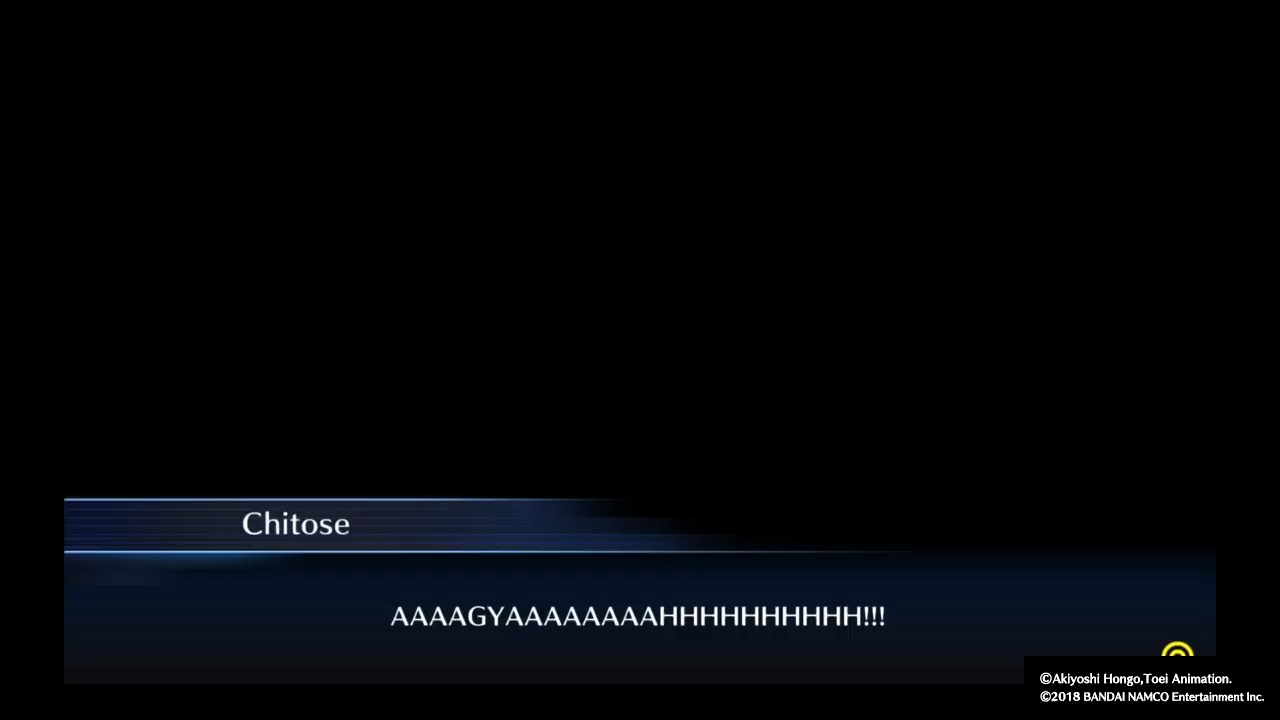 Chitose
AAAAGYAAAAAAAAHHHHHHHHHH!!!
©Akiyoshi Hongo,Toei Animation.
©2018 BANDAI NAMCO Entertainment Inc.